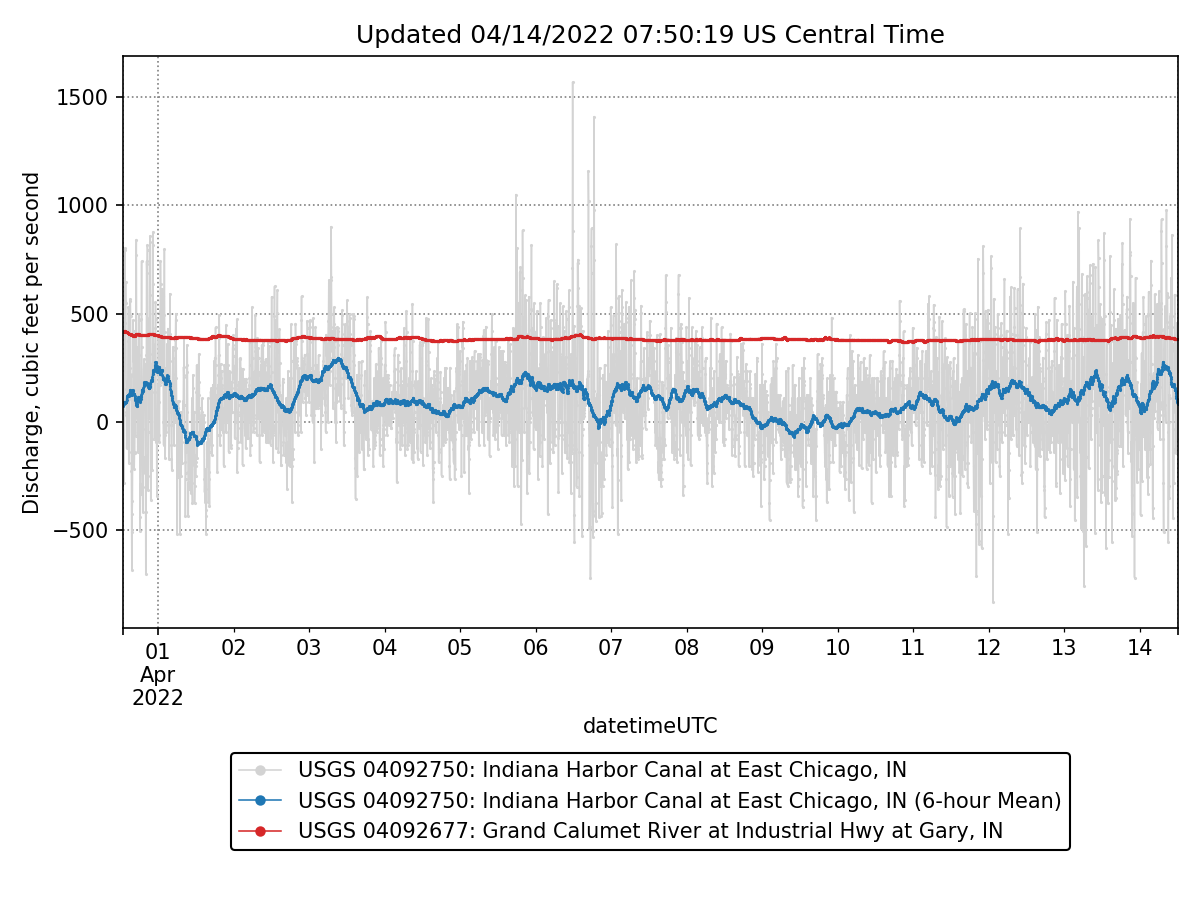 Updated 04/14/2022 07:50:19 US Central Time
Discharge, cubic feet per second
1500
1000
500
0
−500
01 02 03 04 05 06 07 08 09 10 11 12 13 14
Apr
2022
datetimeUTC
USGS 04092750: Indiana Harbor Canal at East Chicago, IN
USGS 04092750: Indiana Harbor Canal at East Chicago, IN (6-hour Mean)
USGS 04092677: Grand Calumet River at Industrial Hwy at Gary, IN